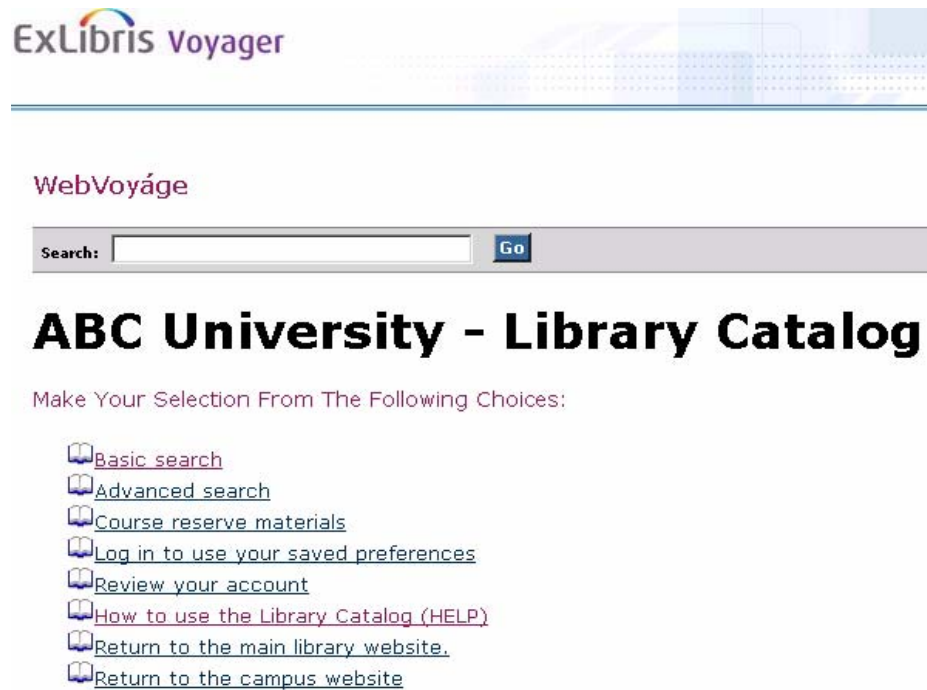 ExLibris Voyager
WebVoyáge
Search: Go
ABC University - Library Catalog
Make Your Selection From The Following Choices:
Basic search
Advanced search
Course reserve materials
Log in to use your saved preferences
Review your account
How to use the Library Catalog (HELP)
Return to the main library website.
Return to the campus website